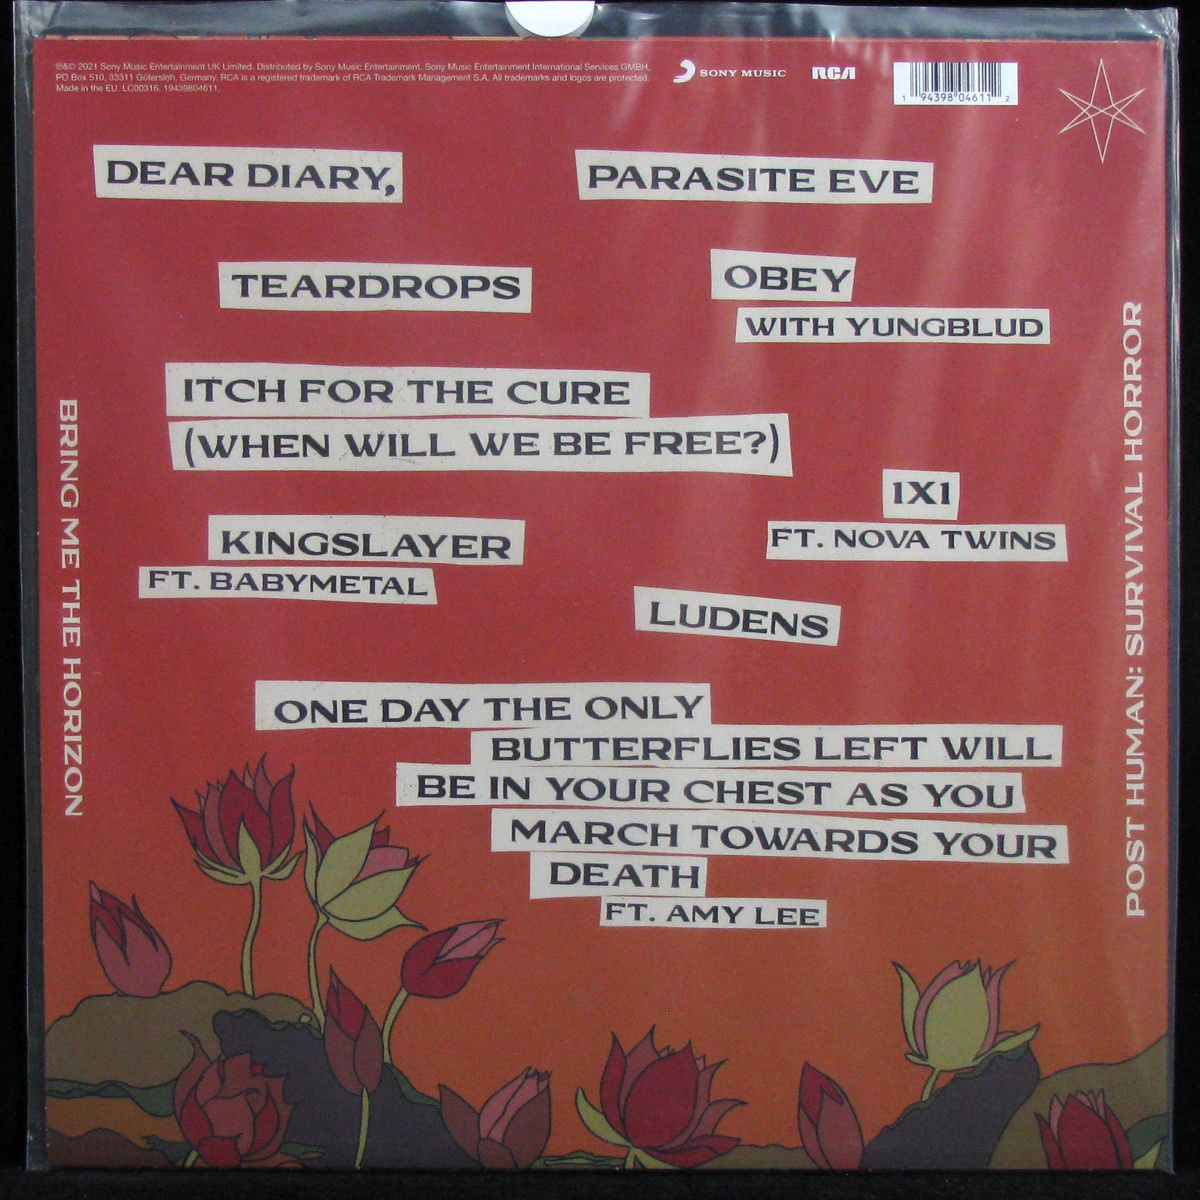 ℗&© 2021 Sony Music Entertainment UK Limited. Distributed by Sony Music Entertainment. Sony Music Entertainment International Services GMBH,
PO Box 510, 33311 Gütersloh, Germany. RCA is a registered trademark of RCA Trademark Management S.A. All trademarks and logos are protected.
Made in the EU. LC00316. 19439804611.
SONY MUSIC
RCA
1 94398 04611 2
DEAR DIARY,
PARASITE EVE
TEARDROPS
OBEY
WITH YUNGBLUD
ITCH FOR THE CURE
(WHEN WILL WE BE FREE?)
1X1
FT. NOVA TWINS
KINGSLAYER
FT. BABYMETAL
LUDENS
ONE DAY THE ONLY
BUTTERFLIES LEFT WILL
BE IN YOUR CHEST AS YOU
MARCH TOWARDS YOUR
DEATH
FT. AMY LEE
BRING ME THE HORIZON
POST HUMAN: SURVIVAL HORROR